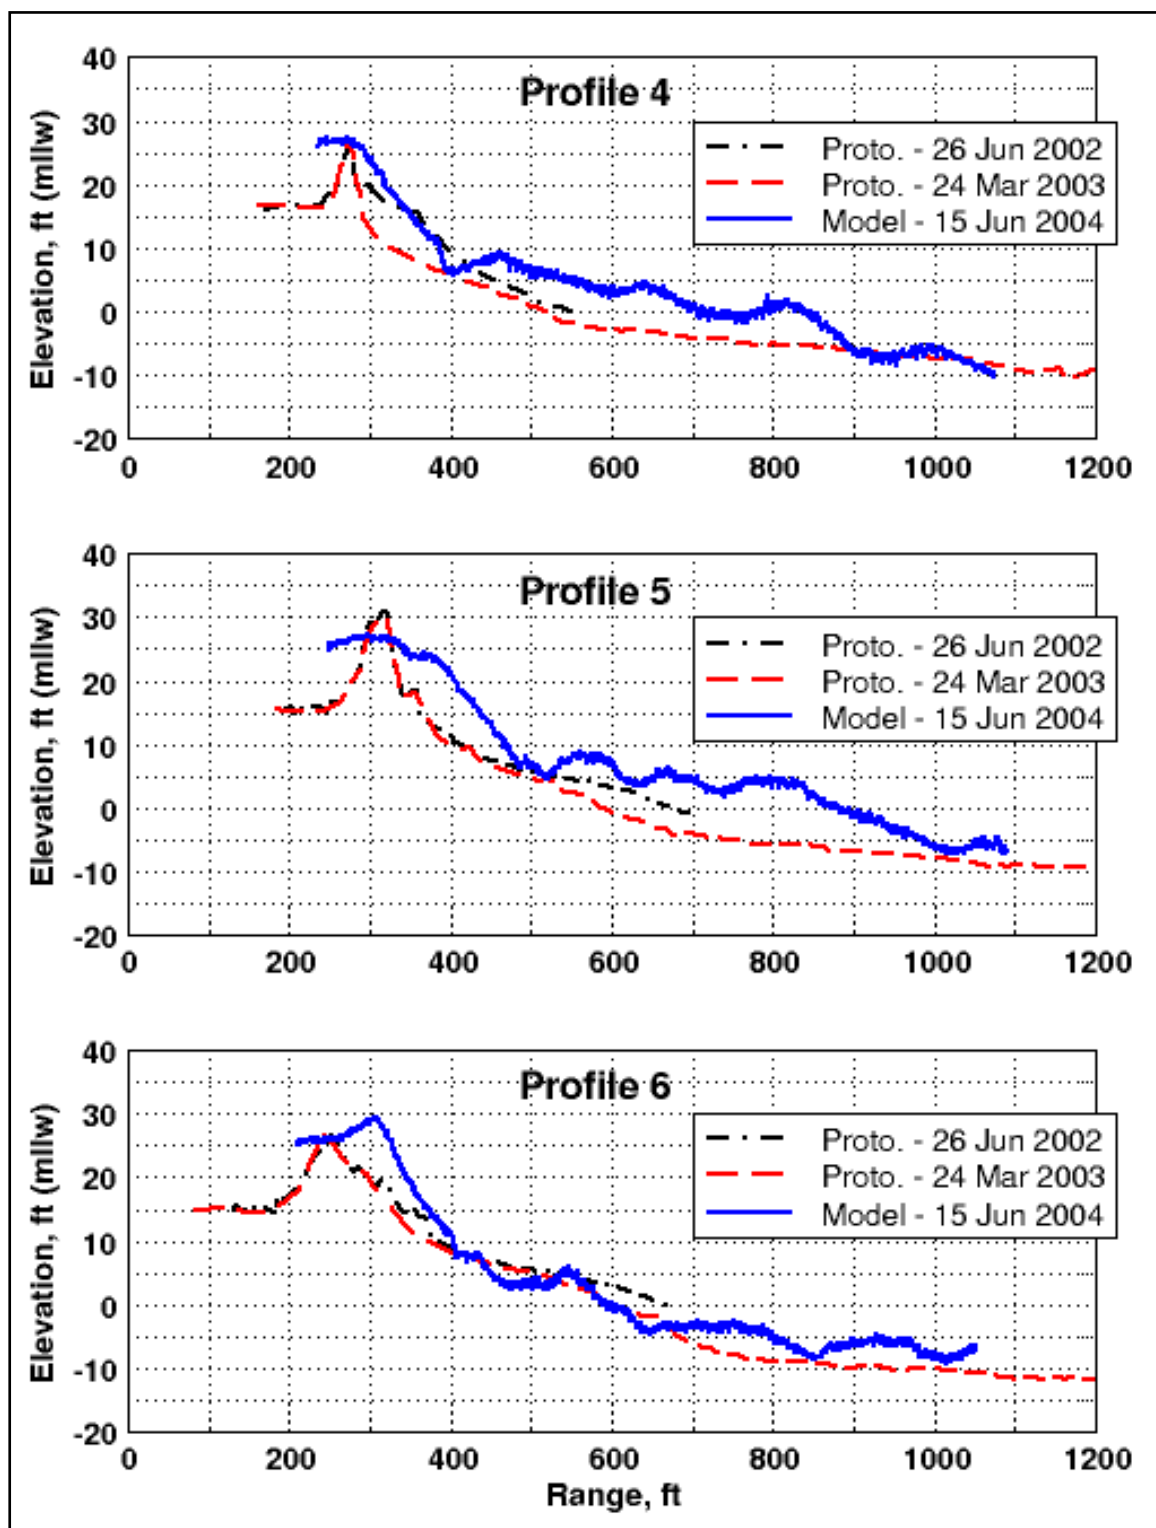 Profile 4
Elevation, ft (mllw)
40
30
20
10
0
-10
-20
Proto. - 26 Jun 2002
Proto. - 24 Mar 2003
Model - 15 Jun 2004
0 200 400 600 800 1000 1200
Profile 5
Elevation, ft (mllw)
40
30
20
10
0
-10
-20
Proto. - 26 Jun 2002
Proto. - 24 Mar 2003
Model - 15 Jun 2004
0 200 400 600 800 1000 1200
Profile 6
Elevation, ft (mllw)
40
30
20
10
0
-10
-20
Proto. - 26 Jun 2002
Proto. - 24 Mar 2003
Model - 15 Jun 2004
0 200 400 600 800 1000 1200
Range, ft